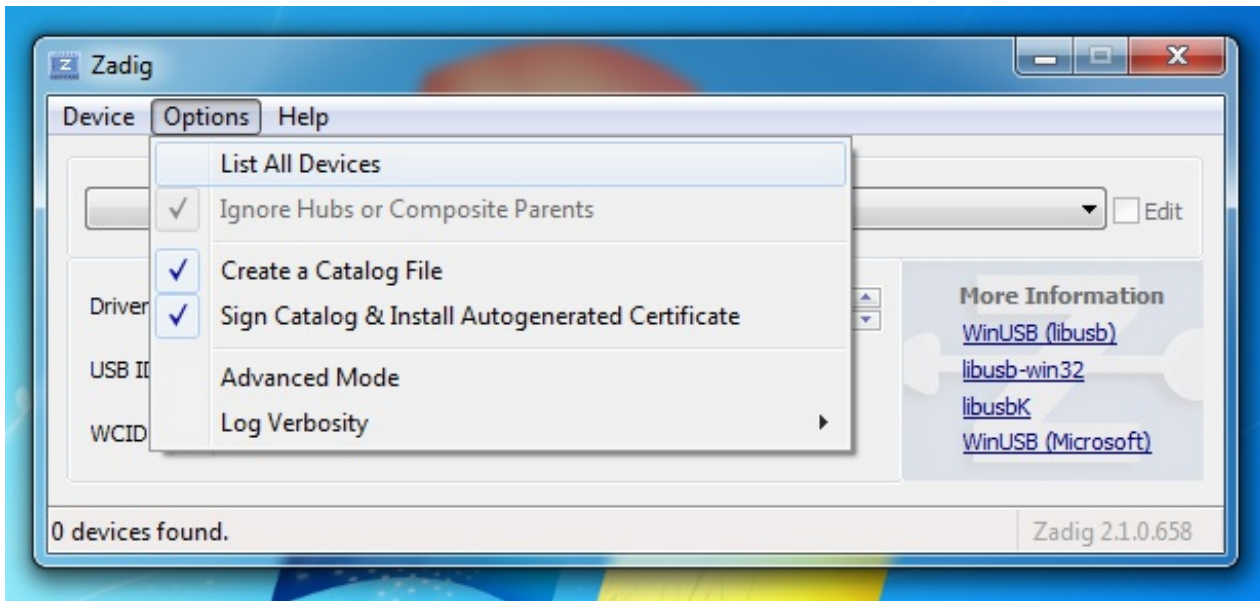 Zadig
Device Options Help
List All Devices
Ignore Hubs or Composite Parents
Edit
Create a Catalog File
Sign Catalog & Install Autogenerated Certificate
Advanced Mode
Log Verbosity
Driver
USB ID
WCID
More Information
WinUSB (libusb)
libusb-win32
libusbK
WinUSB (Microsoft)
0 devices found.
Zadig 2.1.0.658